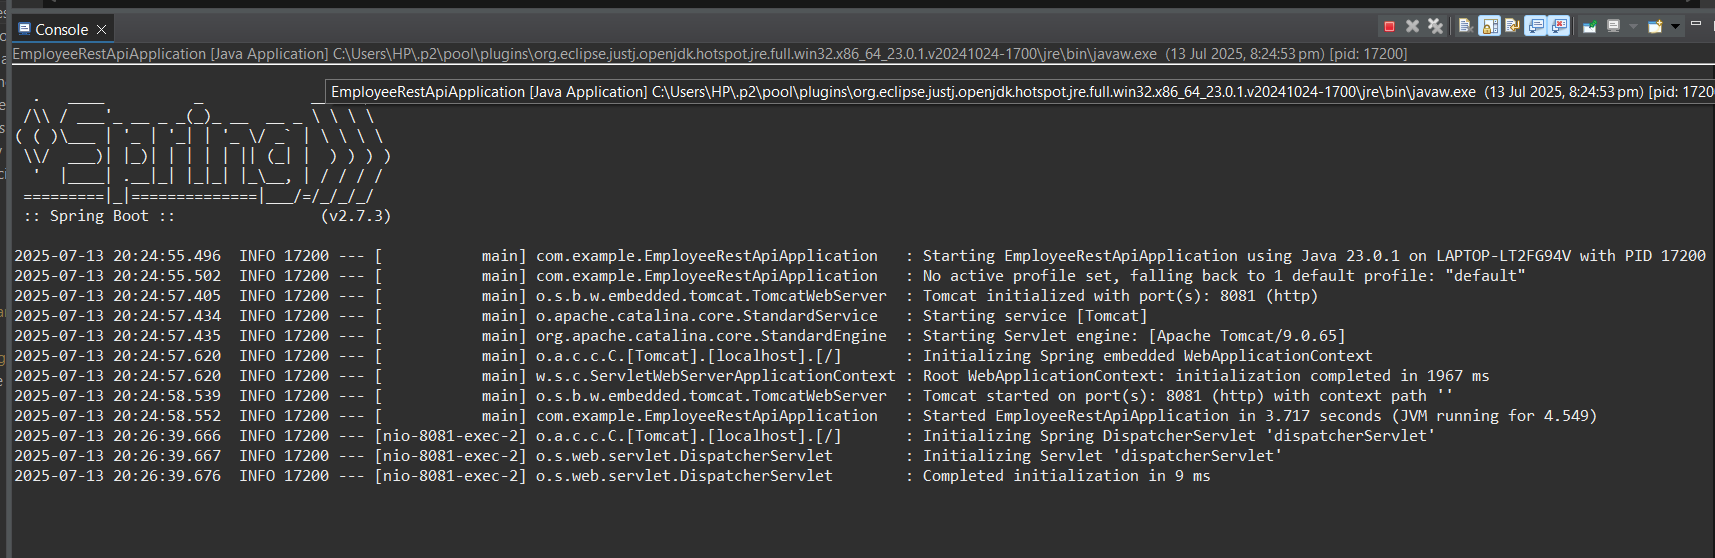 Console
EmployeeRestApiApplication [Java Application] C:\Users\HP\.p2\pool\plugins\org.eclipse.justj.openjdk.hotspot.jre.full.win32.x86_64_23.0.1.v20241024-1700\jre\bin\javaw.exe (13 Jul 2025, 8:24:53 pm) [pid: 17200]
EmployeeRestApiApplication [Java Application] C:\Users\HP\.p2\pool\plugins\org.eclipse.justj.openjdk.hotspot.jre.full.win32.x86_64_23.0.1.v20241024-1700\jre\bin\javaw.exe (13 Jul 2025, 8:24:53 pm) [pid: 1720
Spring
:: Spring Boot ::                (v2.7.3)
2025-07-13 20:24:55.496  INFO 17200 --- [           main] com.example.EmployeeRestApiApplication   : Starting EmployeeRestApiApplication using Java 23.0.1 on LAPTOP-LT2FG94V with PID 17200
2025-07-13 20:24:55.502  INFO 17200 --- [           main] com.example.EmployeeRestApiApplication   : No active profile set, falling back to 1 default profile: "default"
2025-07-13 20:24:57.405  INFO 17200 --- [           main] o.s.b.w.embedded.tomcat.TomcatWebServer  : Tomcat initialized with port(s): 8081 (http)
2025-07-13 20:24:57.434  INFO 17200 --- [           main] o.apache.catalina.core.StandardService   : Starting service [Tomcat]
2025-07-13 20:24:57.435  INFO 17200 --- [           main] org.apache.catalina.core.StandardEngine  : Starting Servlet engine: [Apache Tomcat/9.0.65]
2025-07-13 20:24:57.620  INFO 17200 --- [           main] o.a.c.c.C.[Tomcat].[localhost].[/]       : Initializing Spring embedded WebApplicationContext
2025-07-13 20:24:57.620  INFO 17200 --- [           main] w.s.c.ServletWebServerApplicationContext : Root WebApplicationContext: initialization completed in 1967 ms
2025-07-13 20:24:58.539  INFO 17200 --- [           main] o.s.b.w.embedded.tomcat.TomcatWebServer  : Tomcat started on port(s): 8081 (http) with context path ''
2025-07-13 20:24:58.552  INFO 17200 --- [           main] com.example.EmployeeRestApiApplication   : Started EmployeeRestApiApplication in 3.717 seconds (JVM running for 4.549)
2025-07-13 20:26:39.666  INFO 17200 --- [nio-8081-exec-2] o.a.c.c.C.[Tomcat].[localhost].[/]       : Initializing Spring DispatcherServlet 'dispatcherServlet'
2025-07-13 20:26:39.667  INFO 17200 --- [nio-8081-exec-2] o.s.web.servlet.DispatcherServlet        : Initializing Servlet 'dispatcherServlet'
2025-07-13 20:26:39.676  INFO 17200 --- [nio-8081-exec-2] o.s.web.servlet.DispatcherServlet        : Completed initialization in 9 ms